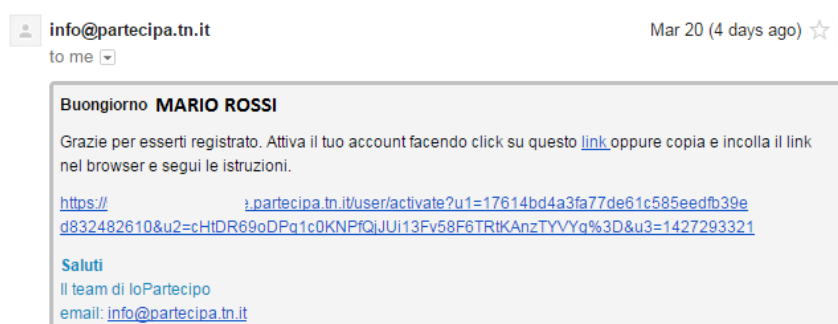 info@partecipa.tn.it Mar 20 (4 days ago)
to me
Buongiorno MARIO ROSSI
Grazie per esserti registrato. Attiva il tuo account facendo click su questo link oppure copia e incolla il link
nel browser e segui le istruzioni.
https:// e.partecipa.tn.it/user/activate?u1=17614bd4a3fa77de61c585eedfb39e
d832482610&u2=cHtDR69oDPq1c0KNPfQjJUi13Fv58F6TRtKAnzTYVYg%3D&u3=1427293321
Saluti
Il team di IoPartecipo
email: info@partecipa.tn.it